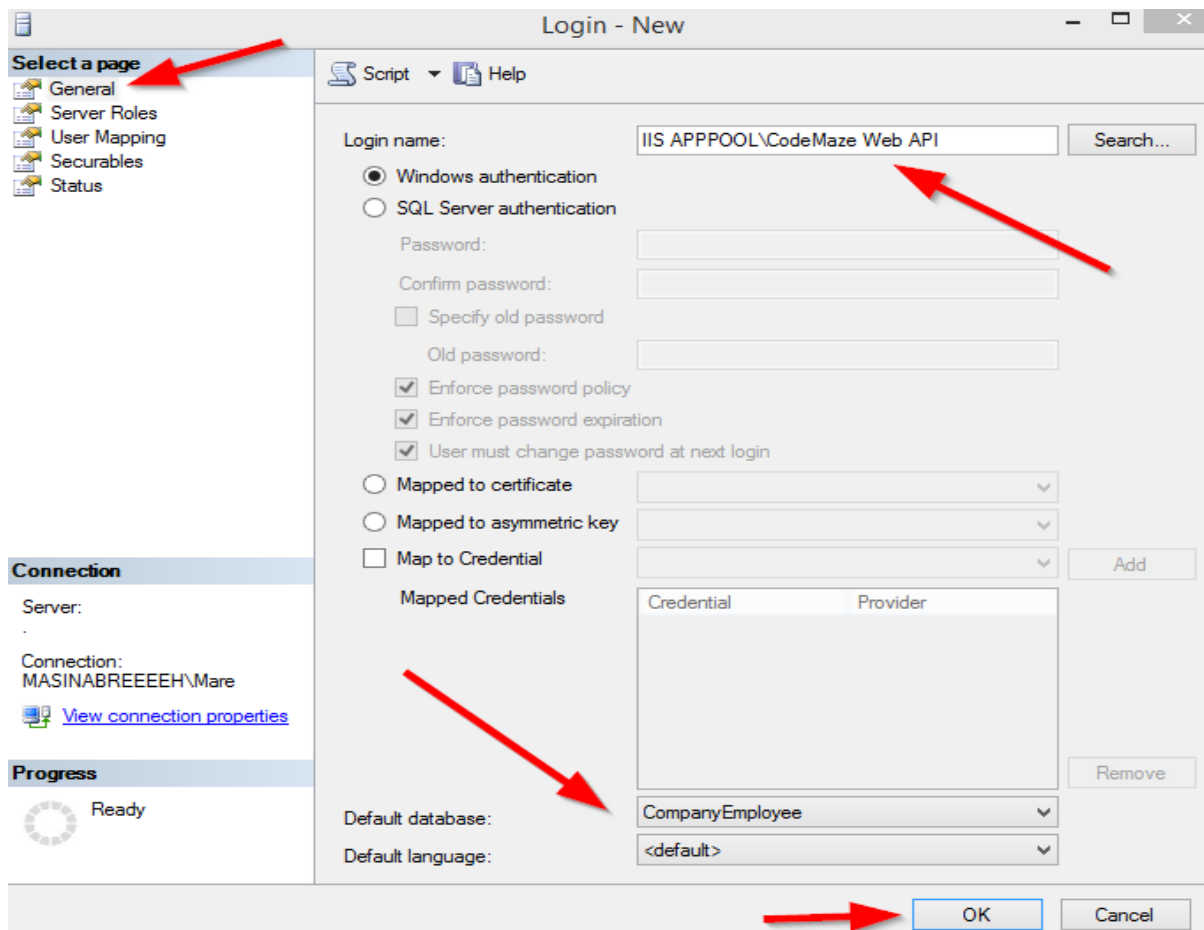 Login - New
Select a page
General
Server Roles
User Mapping
Securables
Status
Script Help
Login name: IIS APPPOOL\CodeMaze Web API Search...
Windows authentication
SQL Server authentication
Password:
Confirm password:
Specify old password
Old password:
Enforce password policy
Enforce password expiration
User must change password at next login
Mapped to certificate
Mapped to asymmetric key
Map to Credential Add
Mapped Credentials Credential Provider
Remove
Default database: CompanyEmployee
Default language: <default>
Connection
Server:
.
Connection:
MASINABREEEEH\Mare
View connection properties
Progress
Ready
OK Cancel